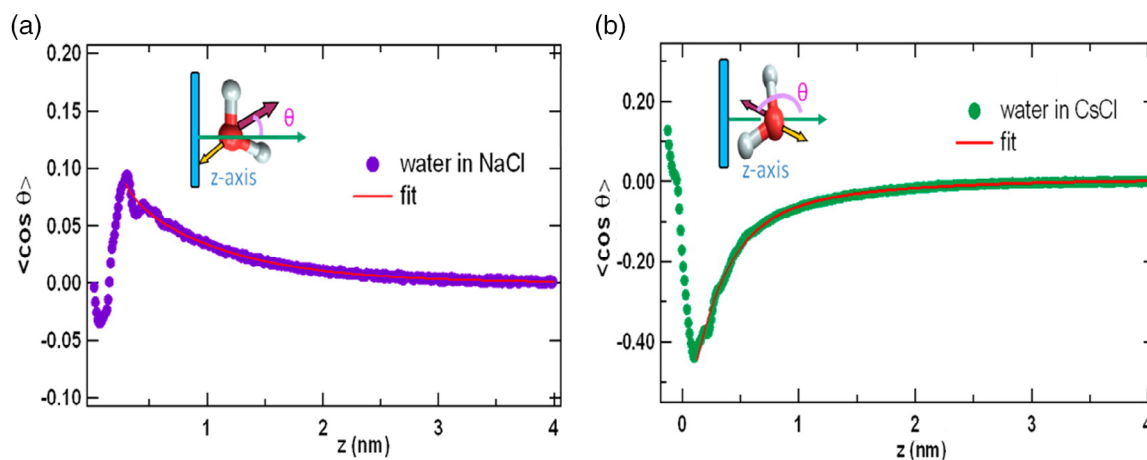 (a)
0.20
0.15
0.10
0.05
0.00
-0.05
-0.10
<cos θ>
θ
z-axis
water in NaCl
fit
1
2
3
4
z (nm)
(b)
0.20
0.00
-0.20
-0.40
<cos θ>
θ
z-axis
water in CsCl
fit
0
1
2
3
4
z (nm)